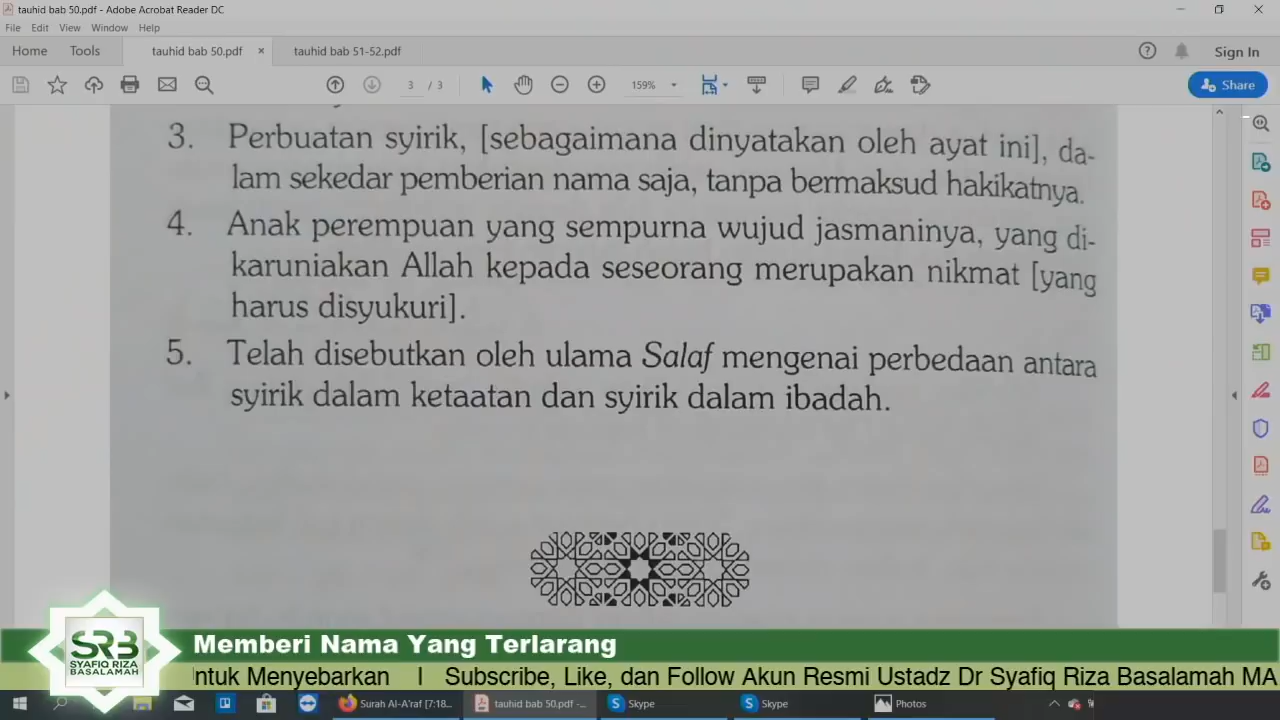 tauhid bab 50.pdf - Adobe Acrobat Reader DC
File Edit View Window Help
Home Tools tauhid bab 50.pdf × tauhid bab 51-52.pdf Sign In
3 / 3 159% Share
3. Perbuatan syirik, [sebagaimana dinyatakan oleh ayat ini], da-
lam sekedar pemberian nama saja, tanpa bermaksud hakikatnya.
4. Anak perempuan yang sempurna wujud jasmaninya, yang di-
karuniakan Allah kepada seseorang merupakan nikmat [yang
harus disyukuri].
5. Telah disebutkan oleh ulama Salaf mengenai perbedaan antara
syirik dalam ketaatan dan syirik dalam ibadah.
SRB
SYAFIQ RIZA
BASALAMAH
Memberi Nama Yang Terlarang
ntuk Menyebarkan I Subscribe, Like, dan Follow Akun Resmi Ustadz Dr Syafiq Riza Basalamah MA
Surah Al-A'raf [7:18... tauhid bab 50.pdf -... Skype Skype Photos